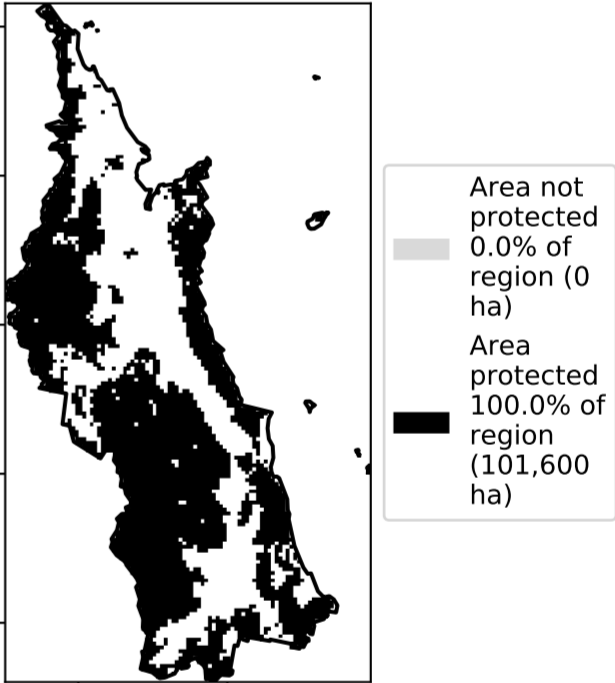 Area not
protected
0.0% of
region (0
ha)
Area
protected
100.0% of
region
(101,600
ha)